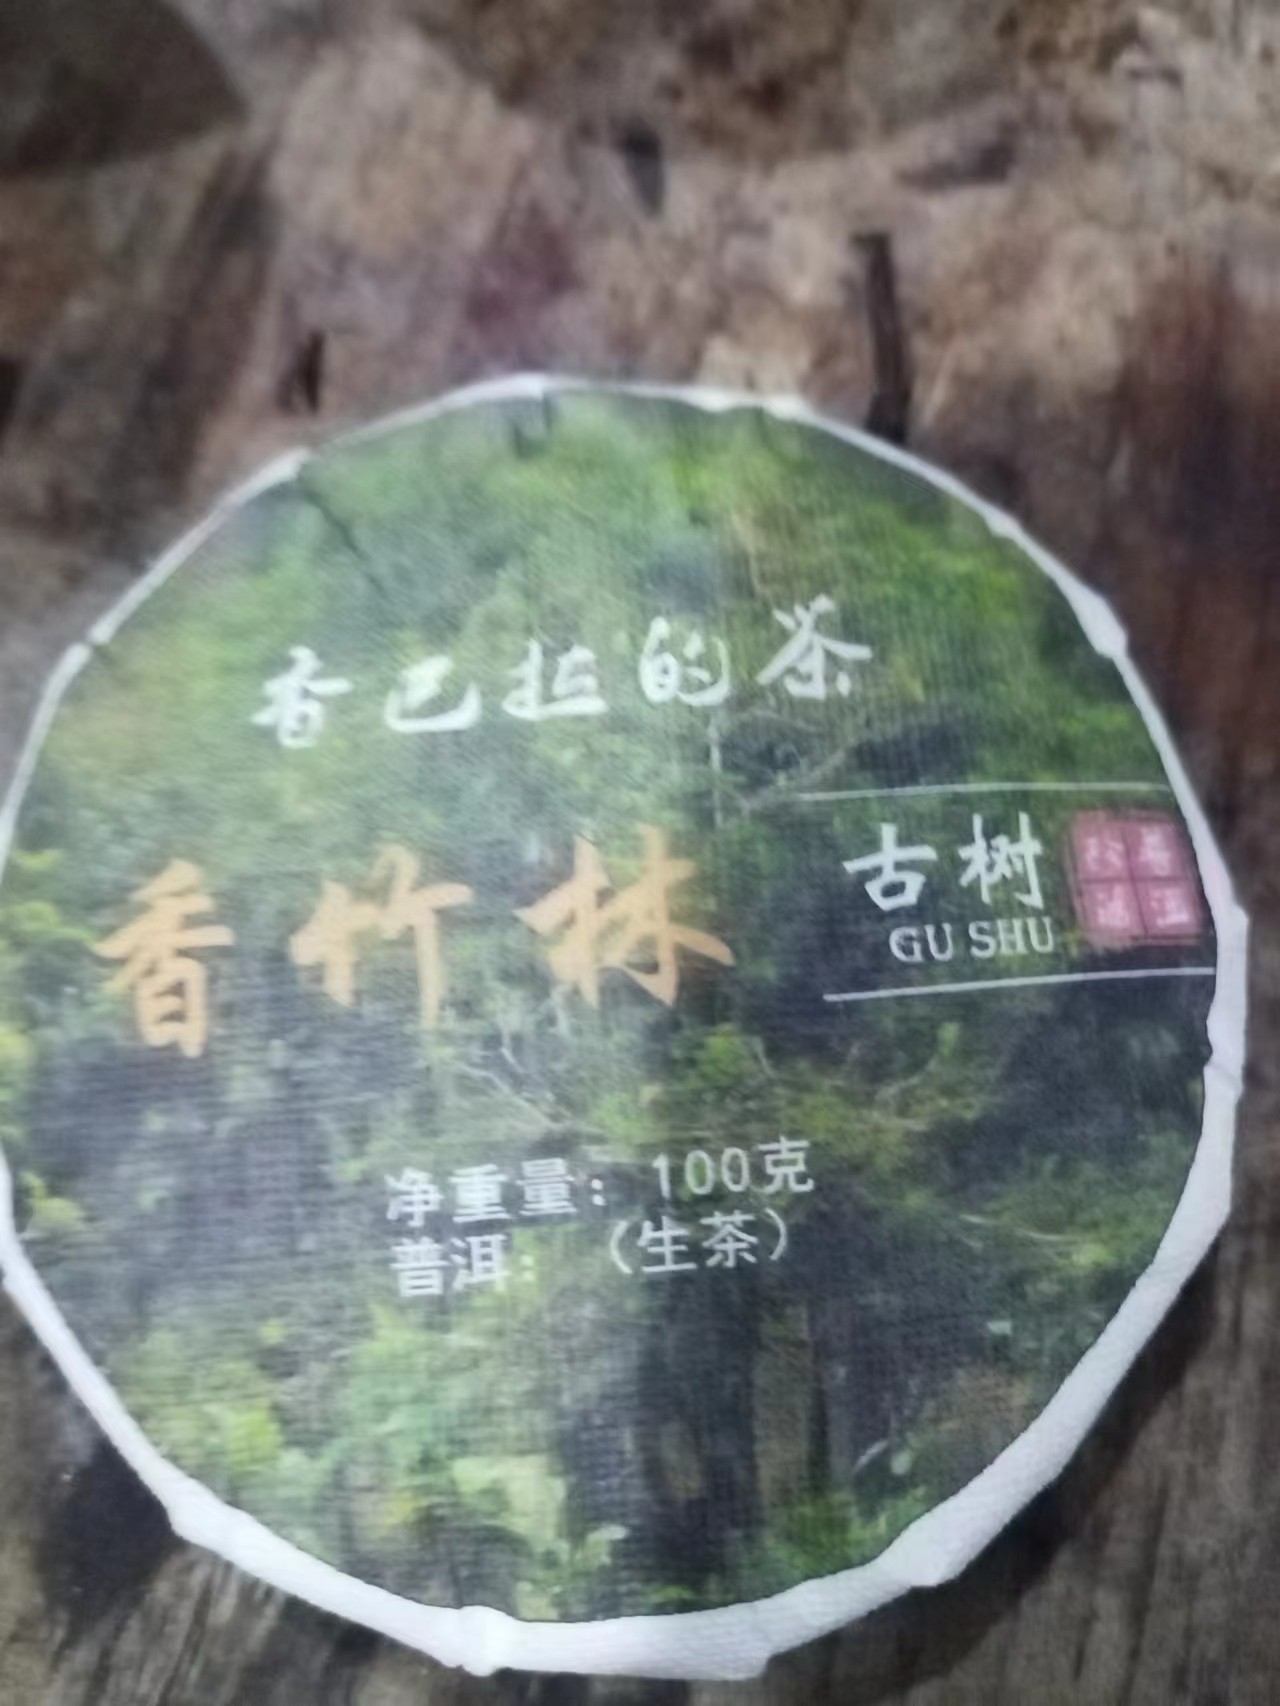 香巴拉的茶
香竹林
古树
GU SHU
净重量：100克
普洱：（生茶）